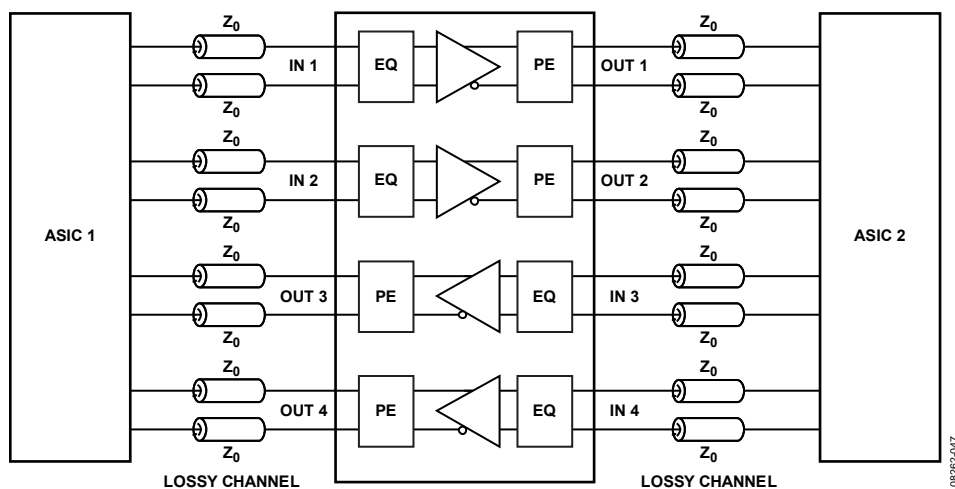 Z0 Z0
IN 1 EQ PE OUT 1
Z0 Z0
Z0 Z0
IN 2 EQ PE OUT 2
Z0 Z0
ASIC 1 ASIC 2
Z0 Z0
OUT 3 PE EQ IN 3
Z0 Z0
Z0 Z0
OUT 4 PE EQ IN 4
Z0 Z0
LOSSY CHANNEL LOSSY CHANNEL
08262-047